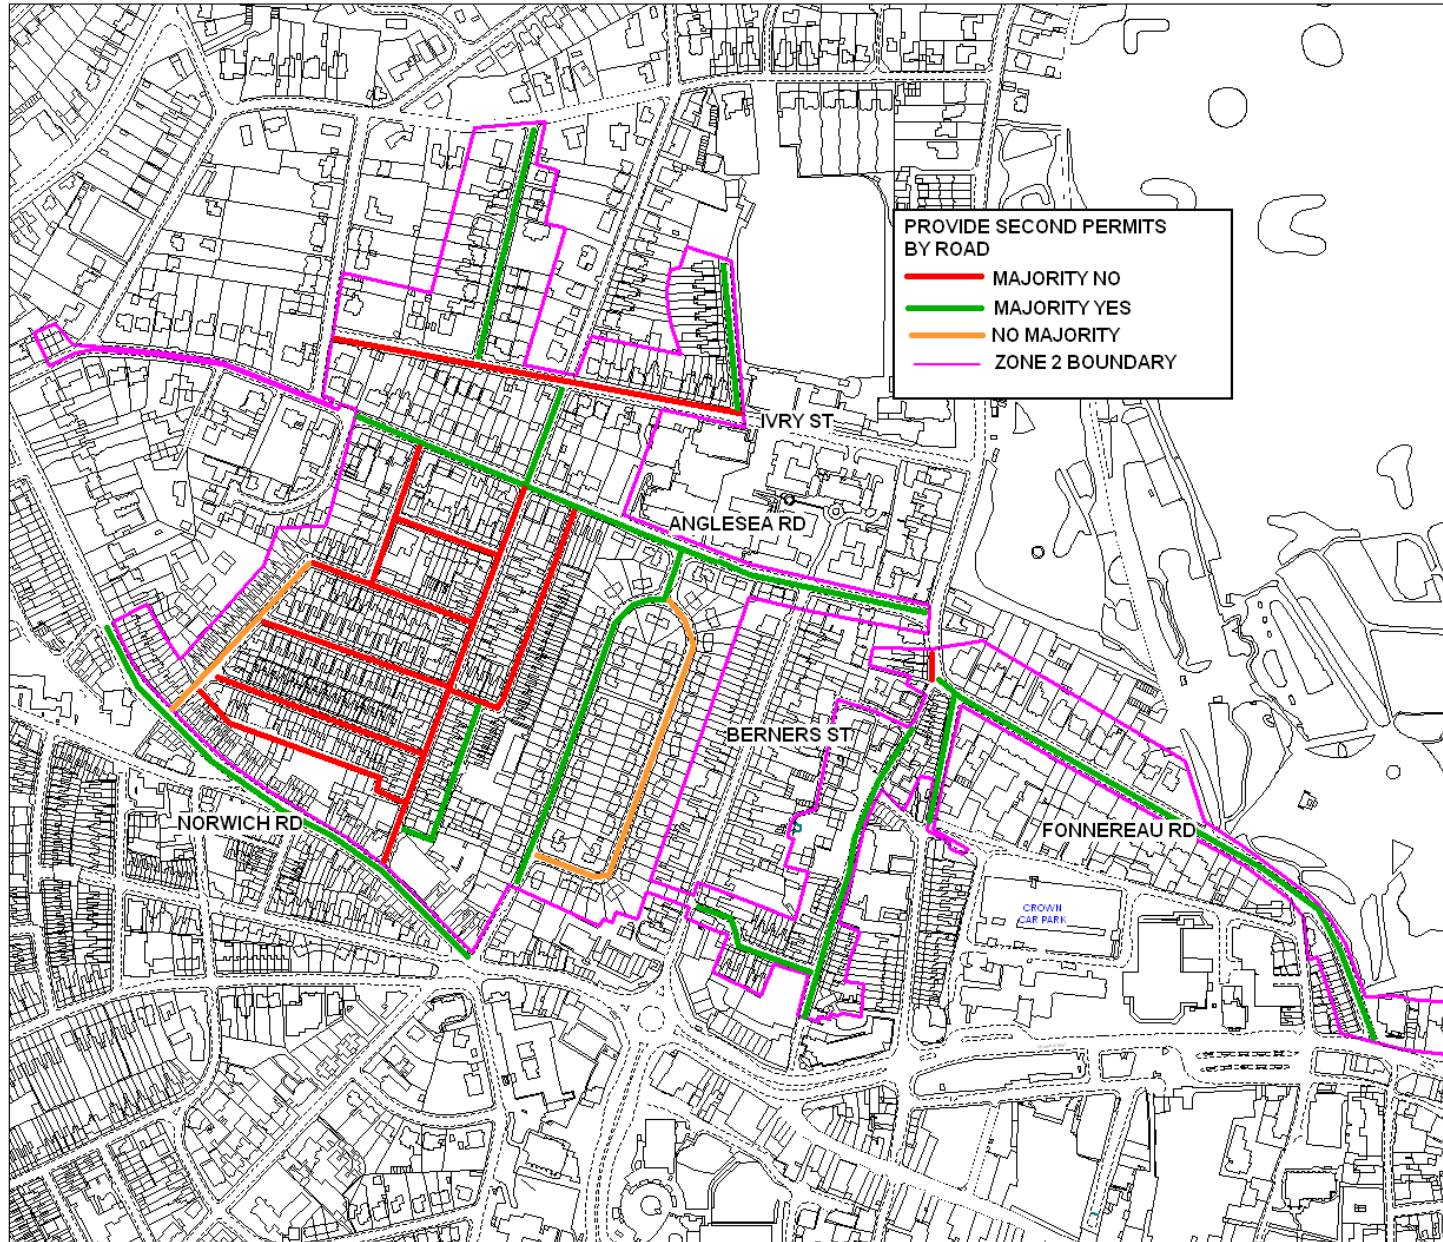 PROVIDE SECOND PERMITS
BY ROAD
MAJORITY NO
MAJORITY YES
NO MAJORITY
ZONE 2 BOUNDARY
IVRY ST
ANGLESEA RD
BERNERS ST
NORWICH RD
FONNEREAU RD
CROWN
CAR PARK